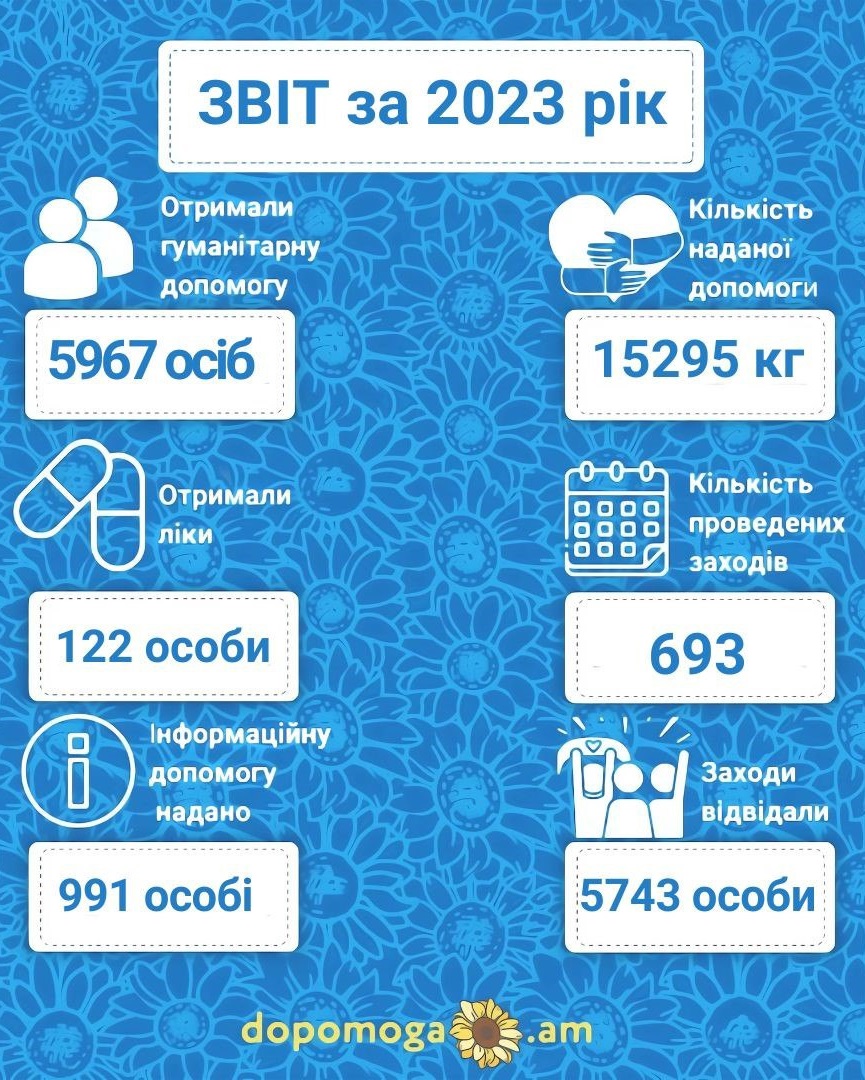 ЗВІТ за 2023 рік
Отримали
гуманітарну
допомогу
5967 осіб
Кількість
наданої
допомоги
15295 кг
Отримали
ліки
122 особи
Кількість
проведених
заходів
693
Інформаційну
допомогу
надано
991 особі
Заходи
відвідали
5743 особи
dopomoga.am